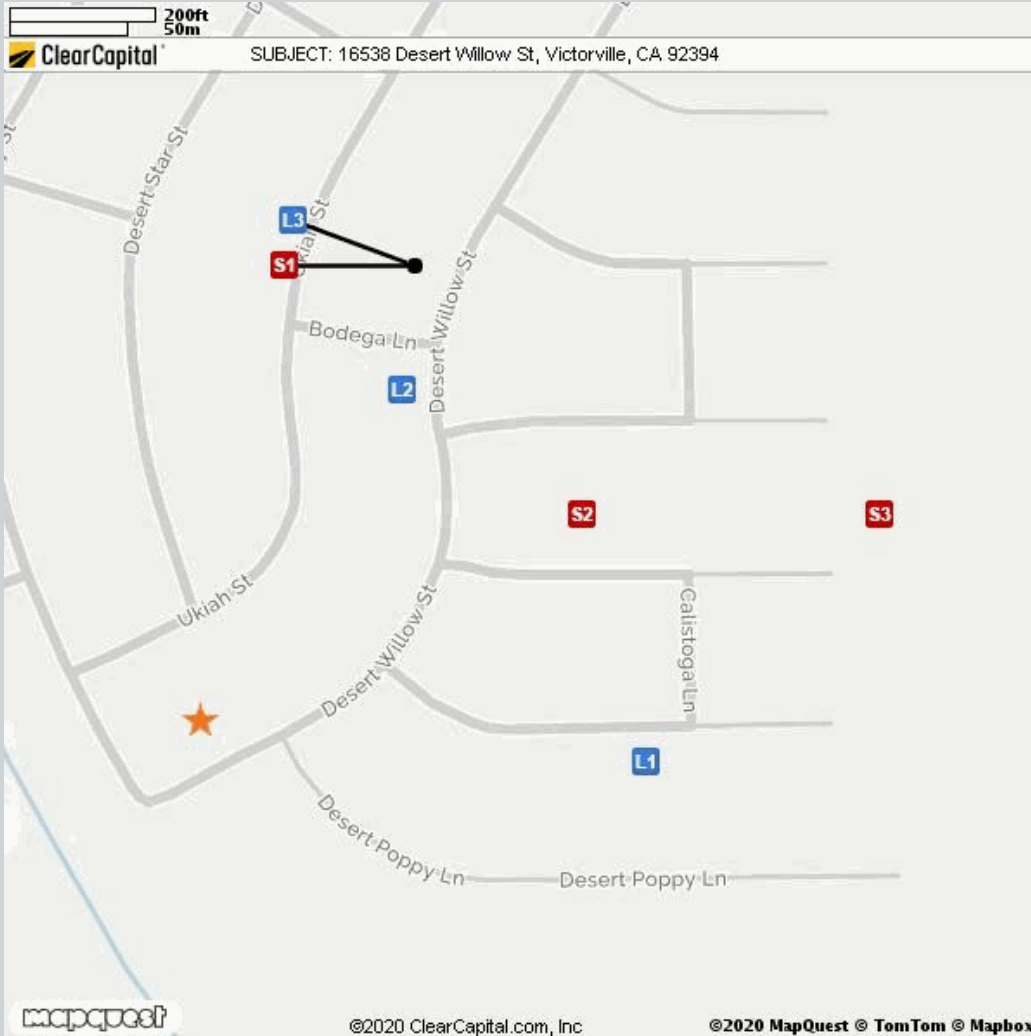 200ft
50m
ClearCapital
SUBJECT: 16538 Desert Willow St, Victorville, CA 92394
Desert Star St
L3
Ukiah St
S1
Bodega Ln
Desert Willow St
L2
S2
S3
Ukiah St
Desert Willow St
Calistoga Ln
L1
Desert Poppy Ln
Desert Poppy Ln
mapquest
©2020 ClearCapital.com, Inc
©2020 MapQuest © TomTom © Mapbox